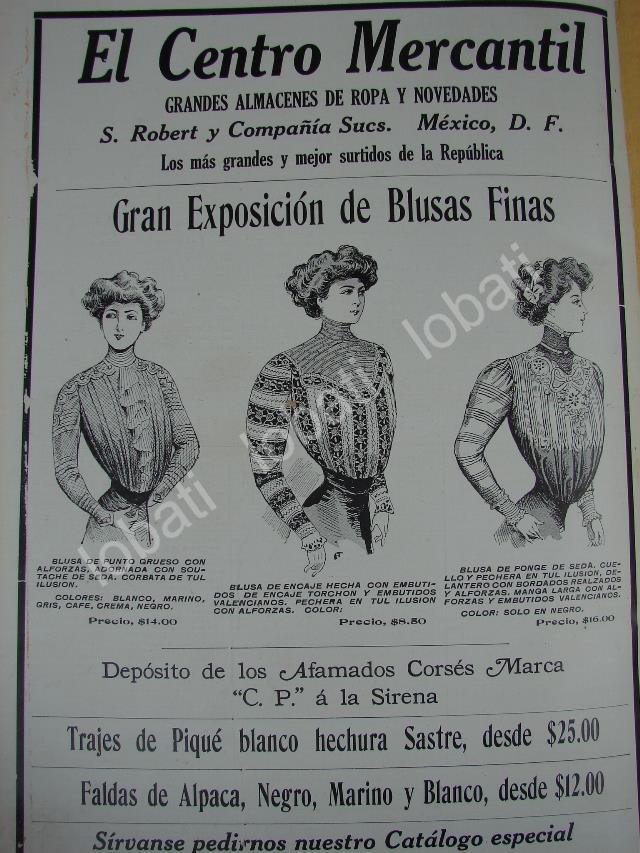 El Centro Mercantil
GRANDES ALMACENES DE ROPA Y NOVEDADES
S. Robert y Compañía Sucs. México, D. F.
Los más grandes y mejor surtidos de la República
Gran Exposición de Blusas Finas
BLUSA DE PUNTO GRUESO CON
ALFORZAS, ADORNADA CON SOU-
TACHE DE SEDA. CORBATA DE TUL
ILUSION.
COLORES: BLANCO, MARINO,
GRIS, CAFE, CREMA, NEGRO.
Precio, $14.00
BLUSA DE ENCAJE HECHA CON EMBUTI-
DOS DE ENCAJE TORCHON Y EMBUTIDOS
VALENCIANOS. PECHERA EN TUL ILUSION
CON ALFORZAS. COLOR:
Precio, $8.50
BLUSA DE PONGE DE SEDA. CUE-
LLO Y PECHERA EN TUL ILUSION, DE-
LANTERO CON BORDADOS REALZADOS
Y ALFORZAS. MANGA LARGA CON AL-
FORZAS Y EMBUTIDOS VALENCIANOS.
COLOR: SOLO EN NEGRO.
Precio, $16.00
Depósito de los Afamados Corsés Marca
"C. P." á la Sirena
Trajes de Piqué blanco hechura Sastre, desde $25.00
Faldas de Alpaca, Negro, Marino y Blanco, desde $12.00
Sírvanse pedirnos nuestro Catálogo especial
lobati
lobati
lobati
lobati